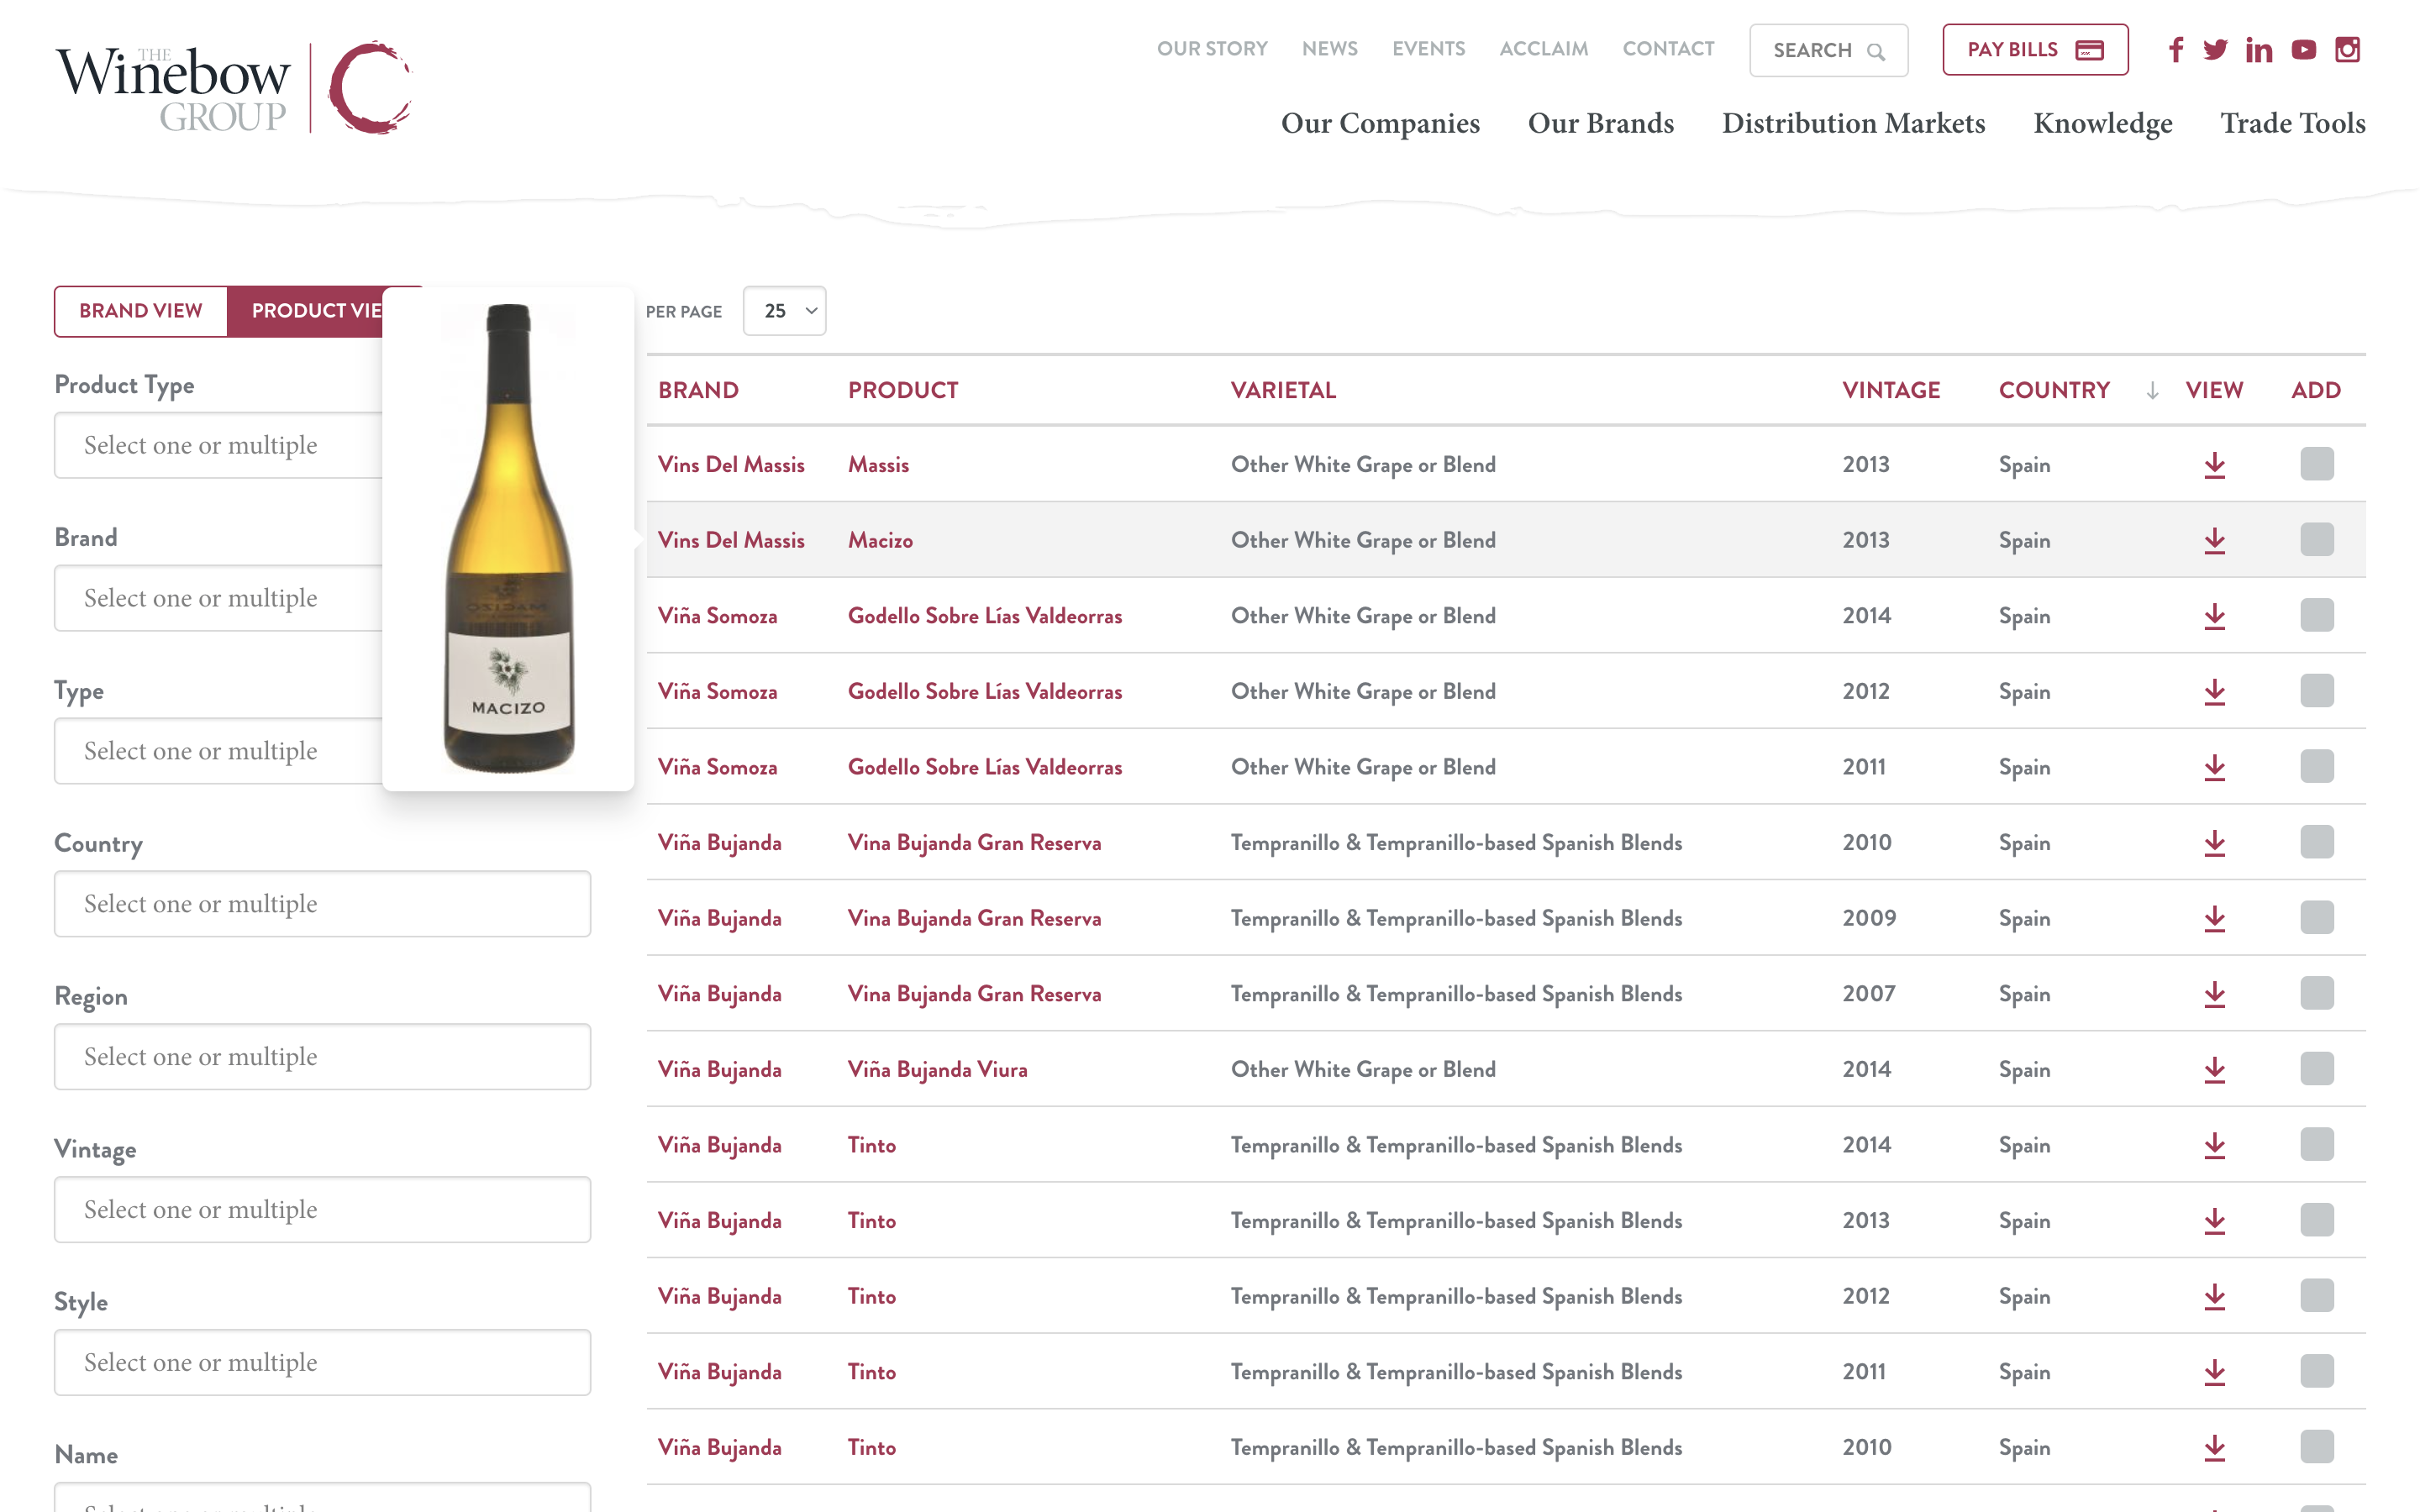 THE
Winebow
GROUP
OUR STORY NEWS EVENTS ACCLAIM CONTACT SEARCH PAY BILLS
Our Companies Our Brands Distribution Markets Knowledge Trade Tools
BRAND VIEW PRODUCT VIE PER PAGE 25
Product Type
Select one or multiple
Brand
Select one or multiple
Type
Select one or multiple
Country
Select one or multiple
Region
Select one or multiple
Vintage
Select one or multiple
Style
Select one or multiple
Name
MACIZO
BRAND PRODUCT VARIETAL VINTAGE COUNTRY VIEW ADD
Vins Del Massis Massis Other White Grape or Blend 2013 Spain
Vins Del Massis Macizo Other White Grape or Blend 2013 Spain
Viña Somoza Godello Sobre Lías Valdeorras Other White Grape or Blend 2014 Spain
Viña Somoza Godello Sobre Lías Valdeorras Other White Grape or Blend 2012 Spain
Viña Somoza Godello Sobre Lías Valdeorras Other White Grape or Blend 2011 Spain
Viña Bujanda Vina Bujanda Gran Reserva Tempranillo & Tempranillo-based Spanish Blends 2010 Spain
Viña Bujanda Vina Bujanda Gran Reserva Tempranillo & Tempranillo-based Spanish Blends 2009 Spain
Viña Bujanda Vina Bujanda Gran Reserva Tempranillo & Tempranillo-based Spanish Blends 2007 Spain
Viña Bujanda Viña Bujanda Viura Other White Grape or Blend 2014 Spain
Viña Bujanda Tinto Tempranillo & Tempranillo-based Spanish Blends 2014 Spain
Viña Bujanda Tinto Tempranillo & Tempranillo-based Spanish Blends 2013 Spain
Viña Bujanda Tinto Tempranillo & Tempranillo-based Spanish Blends 2012 Spain
Viña Bujanda Tinto Tempranillo & Tempranillo-based Spanish Blends 2011 Spain
Viña Bujanda Tinto Tempranillo & Tempranillo-based Spanish Blends 2010 Spain